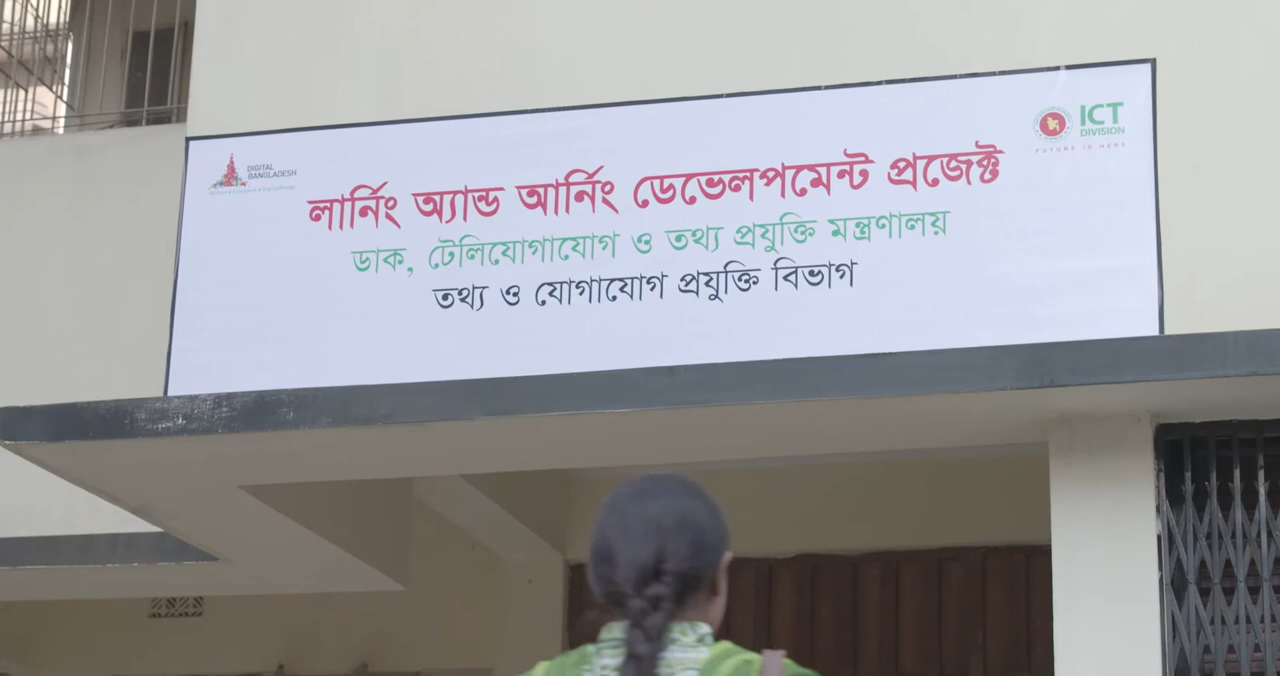 DIGITAL
BANGLADESH
ICT
DIVISION
FUTURE IS HERE
লার্নিং অ্যান্ড আর্নিং ডেভেলপমেন্ট প্রজেক্ট
ডাক, টেলিযোগাযোগ ও তথ্য প্রযুক্তি মন্ত্রণালয়
তথ্য ও যোগাযোগ প্রযুক্তি বিভাগ